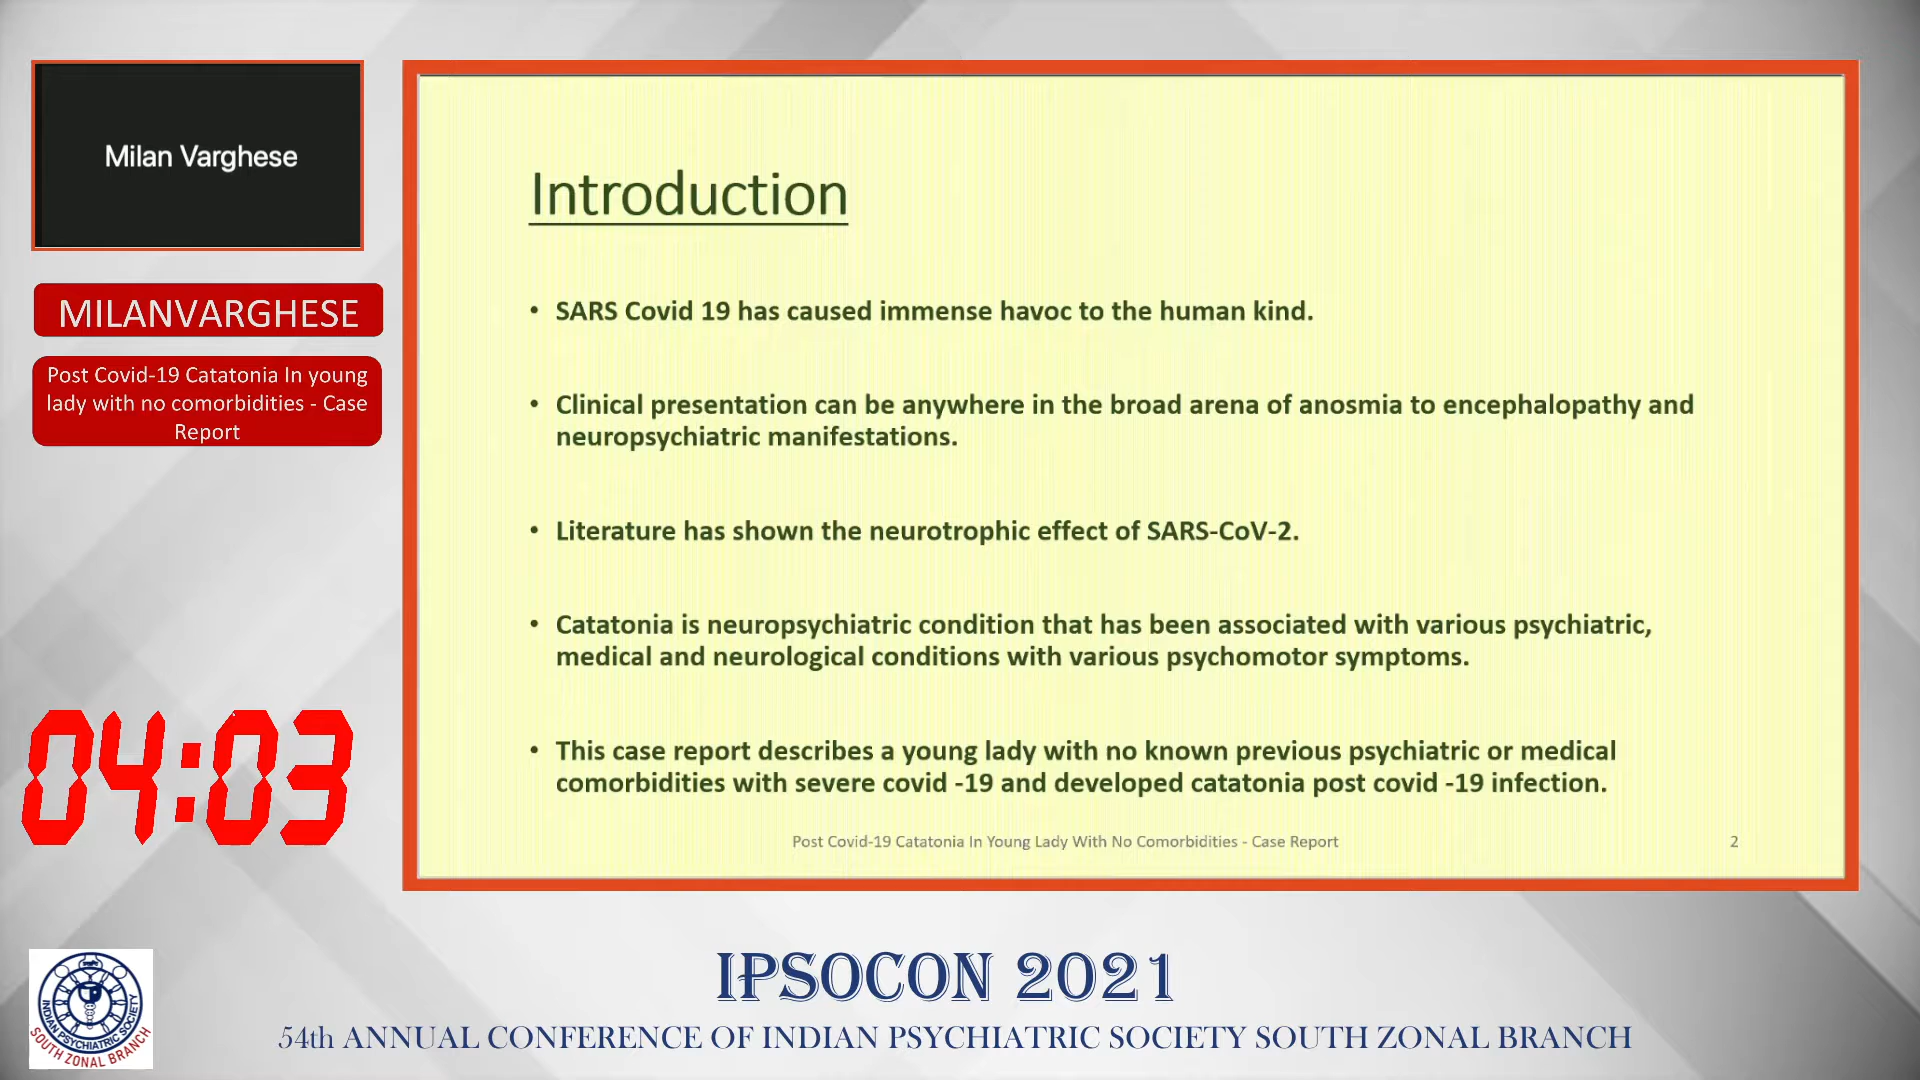 Milan Varghese
MILANVARGHESE
Post Covid-19 Catatonia In young
lady with no comorbidities - Case
Report
04:03
Introduction
• SARS Covid 19 has caused immense havoc to the human kind.
• Clinical presentation can be anywhere in the broad arena of anosmia to encephalopathy and
neuropsychiatric manifestations.
• Literature has shown the neurotrophic effect of SARS-CoV-2.
• Catatonia is neuropsychiatric condition that has been associated with various psychiatric,
medical and neurological conditions with various psychomotor symptoms.
• This case report describes a young lady with no known previous psychiatric or medical
comorbidities with severe covid -19 and developed catatonia post covid -19 infection.
Post Covid-19 Catatonia In Young Lady With No Comorbidities - Case Report
2
INDIAN PSYCHIATRIC SOCIETY
SOUTH ZONAL BRANCH
IPSOCON 2021
54th ANNUAL CONFERENCE OF INDIAN PSYCHIATRIC SOCIETY SOUTH ZONAL BRANCH